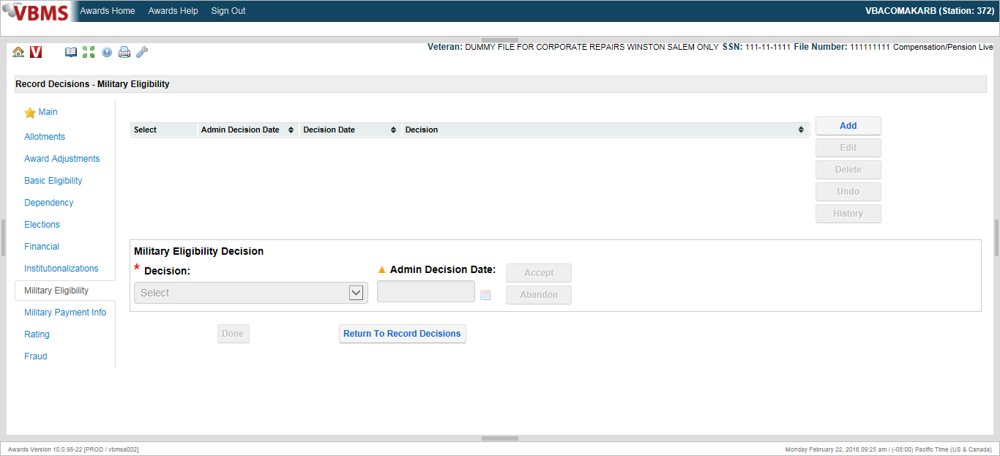 VBMS Awards Home Awards Help Sign Out VBACOMAKARB (Station: 372)
Veteran: DUMMY FILE FOR CORPORATE REPAIRS WINSTON SALEM ONLY SSN: 111-11-1111 File Number: 111111111 Compensation/Pension Live
Record Decisions - Military Eligibility
Main
Allotments
Award Adjustments
Basic Eligibility
Dependency
Elections
Financial
Institutionalizations
Military Eligibility
Military Payment Info
Rating
Fraud
Select Admin Decision Date Decision Date Decision
Add
Edit
Delete
Undo
History
Military Eligibility Decision
* Decision: Admin Decision Date:
Select
Accept
Abandon
Done Return To Record Decisions
Awards Version 10.0.98-22 [PROD / vbmsa002] Monday February 22, 2016 09:25 am / (-08:00) Pacific Time (US & Canada)